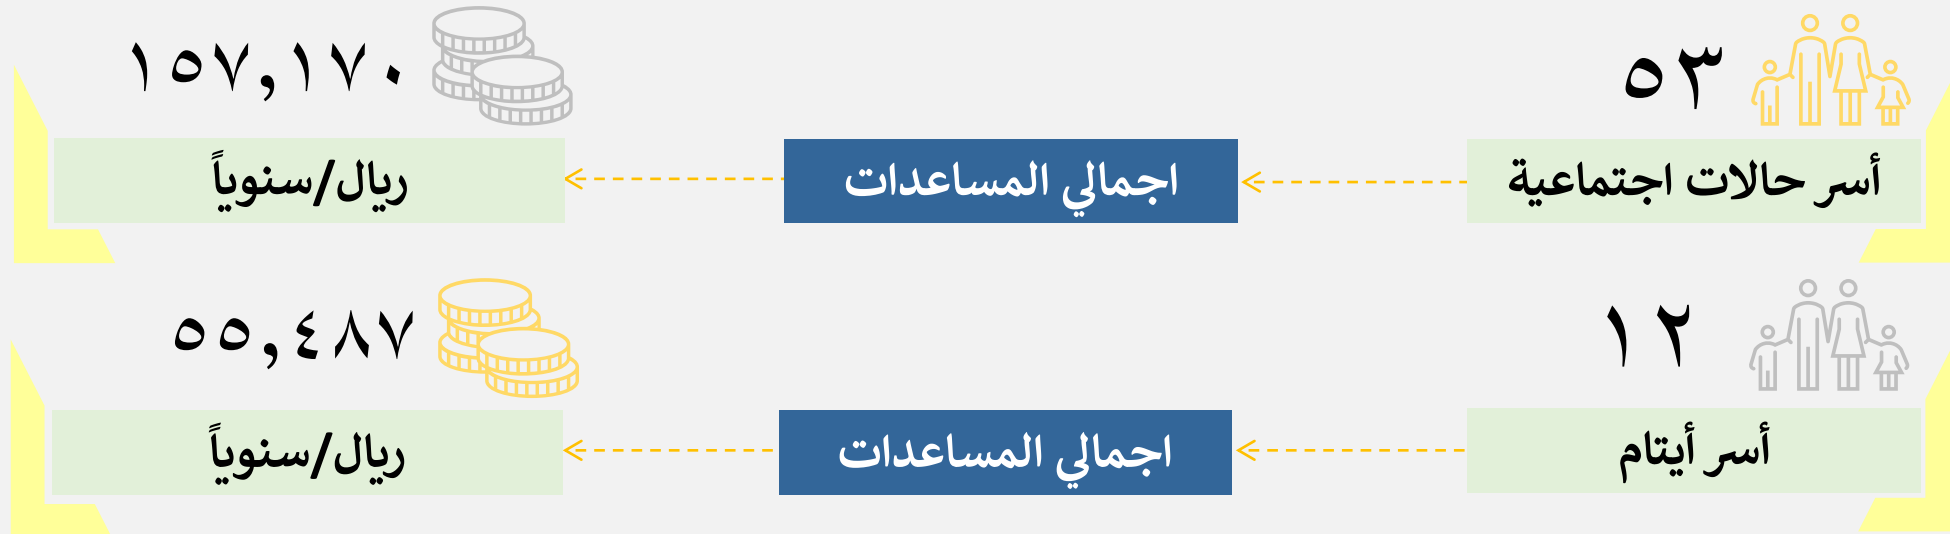 ٥٣
١٥٧,١٧٠
أسر حالات اجتماعية
اجمالي المساعدات
ريال/سنوياً
١٢
٥٥,٤٨٧
أسر أيتام
اجمالي المساعدات
ريال/سنوياً